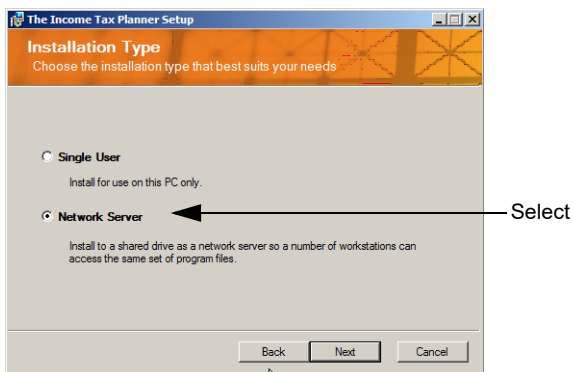 The Income Tax Planner Setup
Installation Type
Choose the installation type that best suits your needs
Single User
Install for use on this PC only.
Network Server
Select
Install to a shared drive as a network server so a number of workstations can
access the same set of program files.
Back Next Cancel